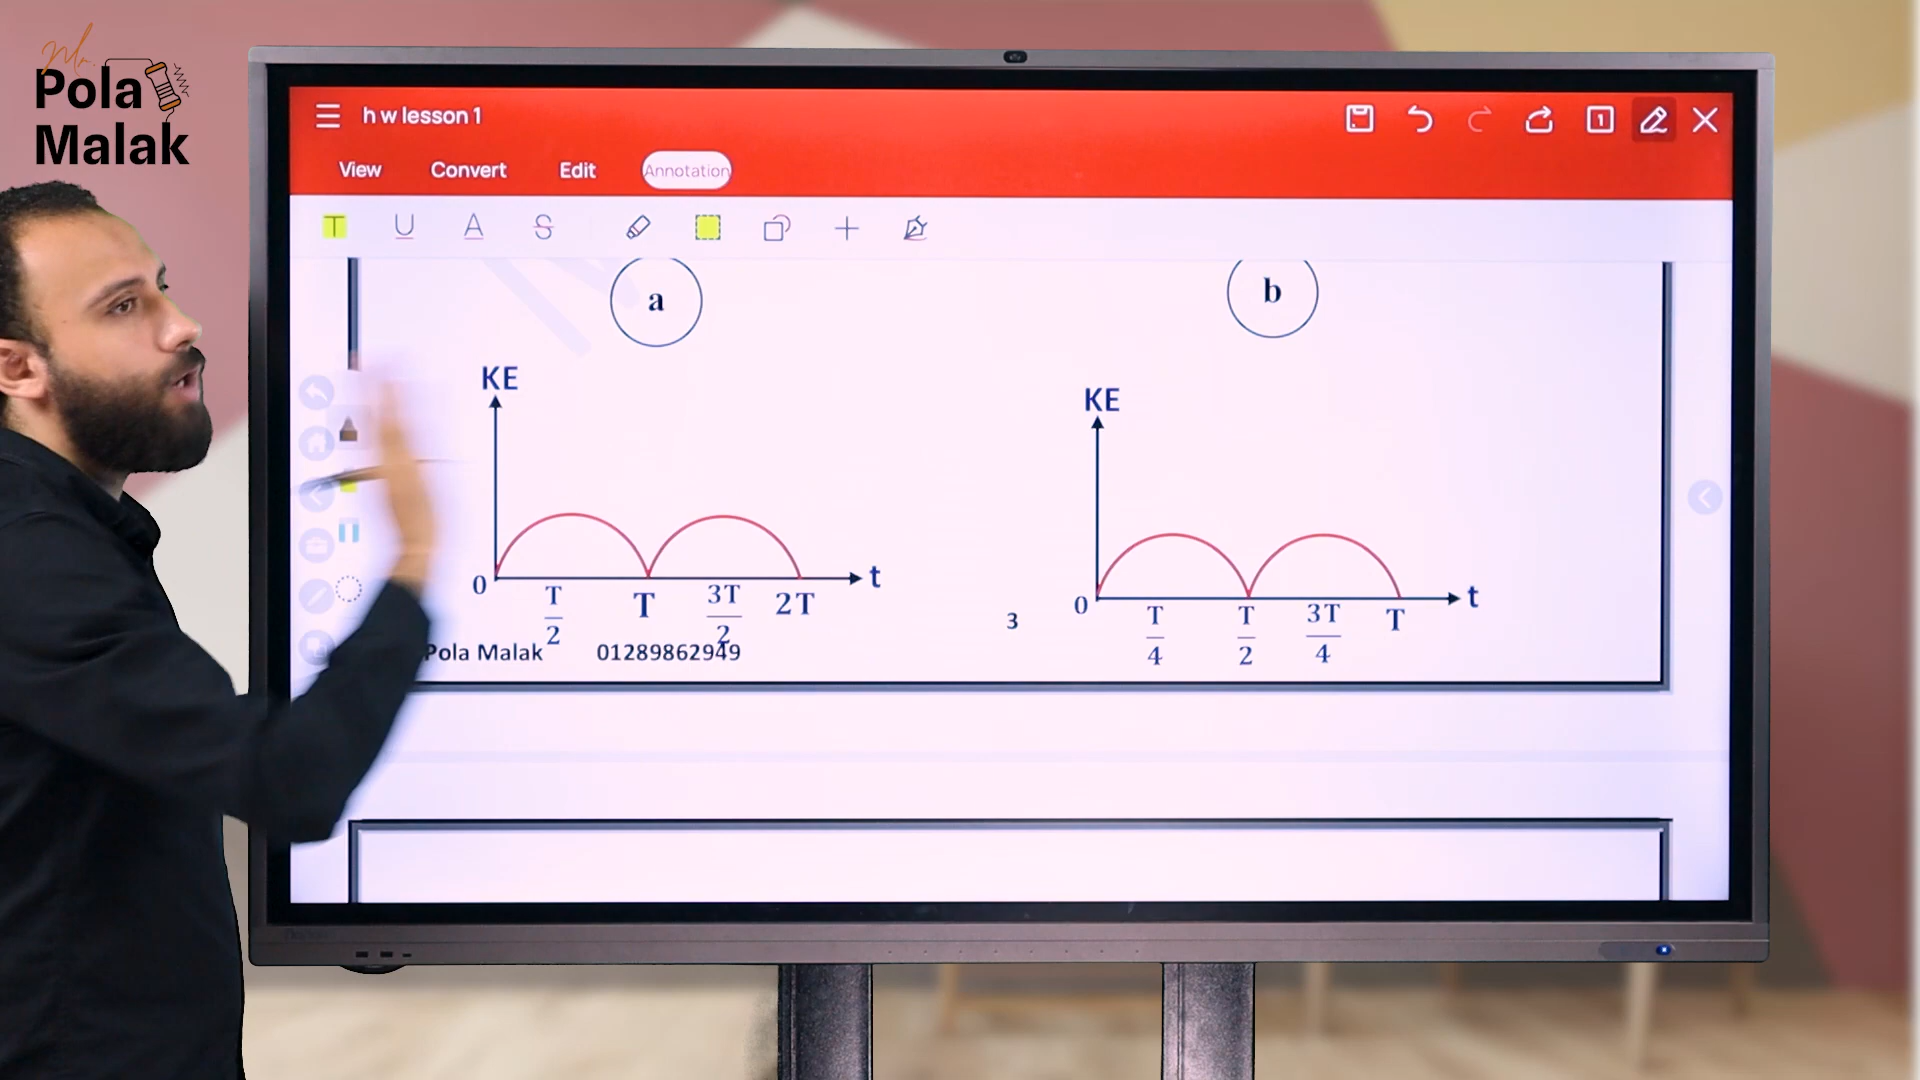 Mr.
Pola
Malak
h w lesson 1
1
View Convert Edit Annotation
T U A S
a
b
KE
0
T/2 T 3T/2 2T
t
KE
0
T/4 T/2 3T/4 T
t
Pola Malak 01289862949
3